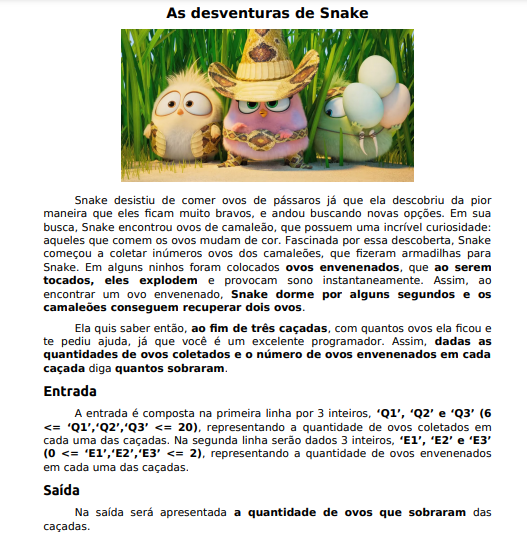 As desventuras de Snake
Snake desistiu de comer ovos de pássaros já que ela descobriu da pior
maneira que eles ficam muito bravos, e andou buscando novas opções. Em sua
busca, Snake encontrou ovos de camaleão, que possuem uma incrível curiosidade:
aqueles que comem os ovos mudam de cor. Fascinada por essa descoberta, Snake
começou a coletar inúmeros ovos dos camaleões, que fizeram armadilhas para
Snake. Em alguns ninhos foram colocados ovos envenenados, que ao serem
tocados, eles explodem e provocam sono instantaneamente. Assim, ao
encontrar um ovo envenenado, Snake dorme por alguns segundos e os
camaleões conseguem recuperar dois ovos.
Ela quis saber então, ao fim de três caçadas, com quantos ovos ela ficou e
te pediu ajuda, já que você é um excelente programador. Assim, dadas as
quantidades de ovos coletados e o número de ovos envenenados em cada
caçada diga quantos sobraram.
Entrada
A entrada é composta na primeira linha por 3 inteiros, ‘Q1’, ‘Q2’ e ‘Q3’ (6
<= ‘Q1’,‘Q2’,‘Q3’ <= 20), representando a quantidade de ovos coletados em
cada uma das caçadas. Na segunda linha serão dados 3 inteiros, ‘E1’, ‘E2’ e ‘E3’
(0 <= ‘E1’,‘E2’,‘E3’ <= 2), representando a quantidade de ovos envenenados
em cada uma das caçadas.
Saída
Na saída será apresentada a quantidade de ovos que sobraram das
caçadas.